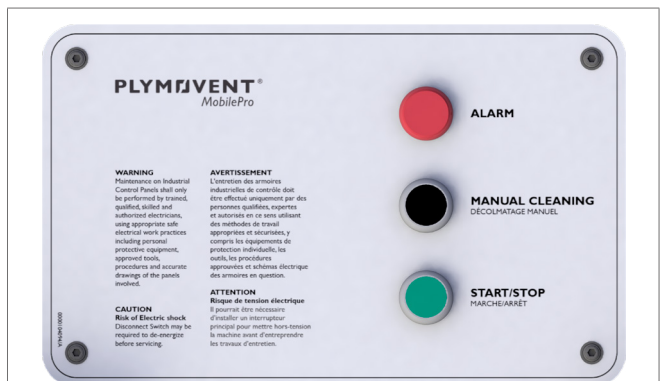 PLYMOVENT®
MobilePro
WARNING
Maintenance on Industrial
Control Panels shall only
be performed by trained,
qualified, skilled and
authorized electricians,
using appropriate safe
electrical work practices
including personal
protective equipment,
approved tools,
procedures and accurate
drawings of the panels
involved.
CAUTION
Risk of Electric shock
Disconnect Switch may be
required to de-energize
before servicing.
AVERTISSEMENT
L'entretien des armoires
industrielles de contrôle doit
être effectué uniquement par des
personnes qualifiées, expertes
et autorisés en ce sens utilisant
des méthodes de travail
appropriées et sécurisées, y
compris les équipements de
protection individuelle, les
outils, les procédures
approuvées et schémas électrique
des armoires en question.
ATTENTION
Risque de tension électrique
Il pourrait être nécessaire
d'installer un interrupteur
principal pour mettre hors-tension
la machine avant d'entreprendre
les travaux d'entretien.
ALARM
MANUAL CLEANING
DÉCOLMATAGE MANUEL
START/STOP
MARCHE/ARRÊT